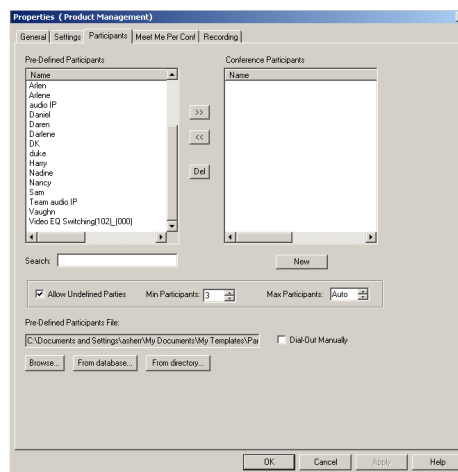 Properties ( Product Management)
General Settings Participants Meet Me Per Conf Recording
Pre-Defined Participants
Conference Participants
Name
Arlen
Arlene
audio IP
Daniel
Daren
Darlene
DK
duke
Harry
Nadine
Nancy
Sam
Team audio IP
Vaughn
Video EQ Switching(102)_(000)
Name
>>
<<
Del
Search:
New
Allow Undefined Parties Min Participants: 3 Max Participants: Auto
Pre-Defined Participants File:
C:\Documents and Settings\asherr\My Documents\My Templates\Par
Dial-Out Manually
Browse... From database... From directory...
OK Cancel Apply Help